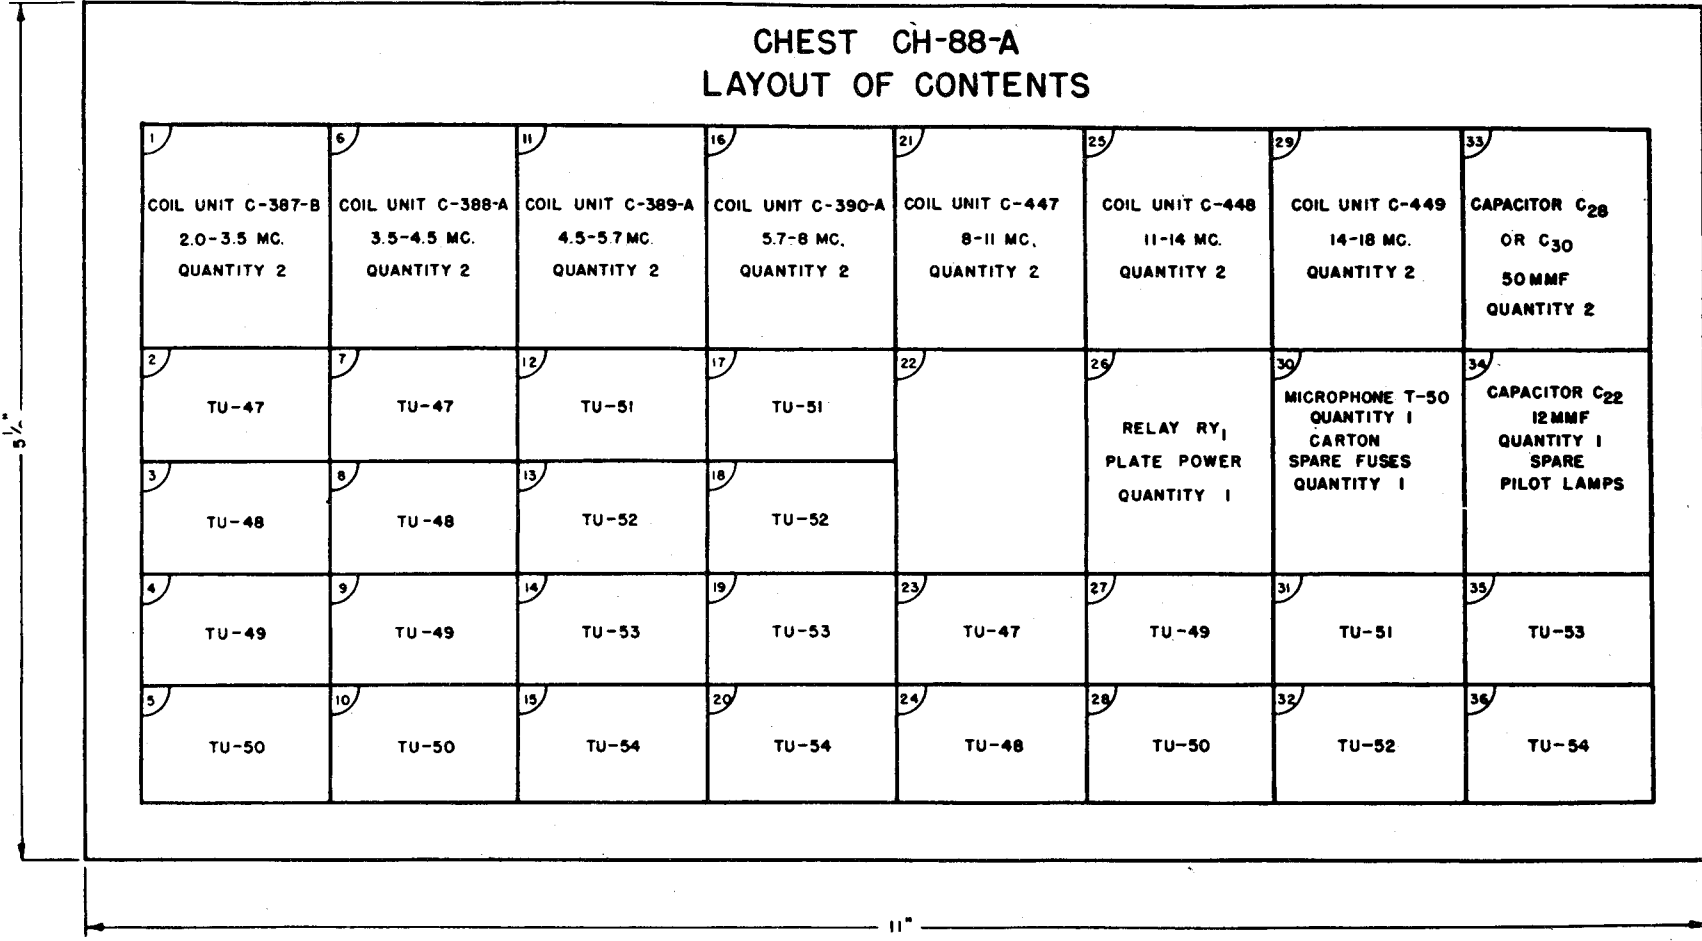 CHEST CH-88-A
LAYOUT OF CONTENTS
1
COIL UNIT C-387-B
2.0-3.5 MC.
QUANTITY 2
6
COIL UNIT C-388-A
3.5-4.5 MC.
QUANTITY 2
11
COIL UNIT C-389-A
4.5-5.7 MC.
QUANTITY 2
16
COIL UNIT C-390-A
5.7-8 MC.
QUANTITY 2
21
COIL UNIT C-447
8-11 MC.
QUANTITY 2
25
COIL UNIT C-448
11-14 MC.
QUANTITY 2
29
COIL UNIT C-449
14-18 MC.
QUANTITY 2
33
CAPACITOR C28
OR C30
50 MMF
QUANTITY 2
2
TU-47
7
TU-47
12
TU-51
17
TU-51
22
26
RELAY RY1
PLATE POWER
QUANTITY 1
30
MICROPHONE T-50
QUANTITY 1
CARTON
SPARE FUSES
QUANTITY 1
34
CAPACITOR C22
12 MMF
QUANTITY 1
SPARE
PILOT LAMPS
3
TU-48
8
TU-48
13
TU-52
18
TU-52
4
TU-49
9
TU-49
14
TU-53
19
TU-53
23
TU-47
27
TU-49
31
TU-51
35
TU-53
5
TU-50
10
TU-50
15
TU-54
20
TU-54
24
TU-48
28
TU-50
32
TU-52
36
TU-54
5½"
11"